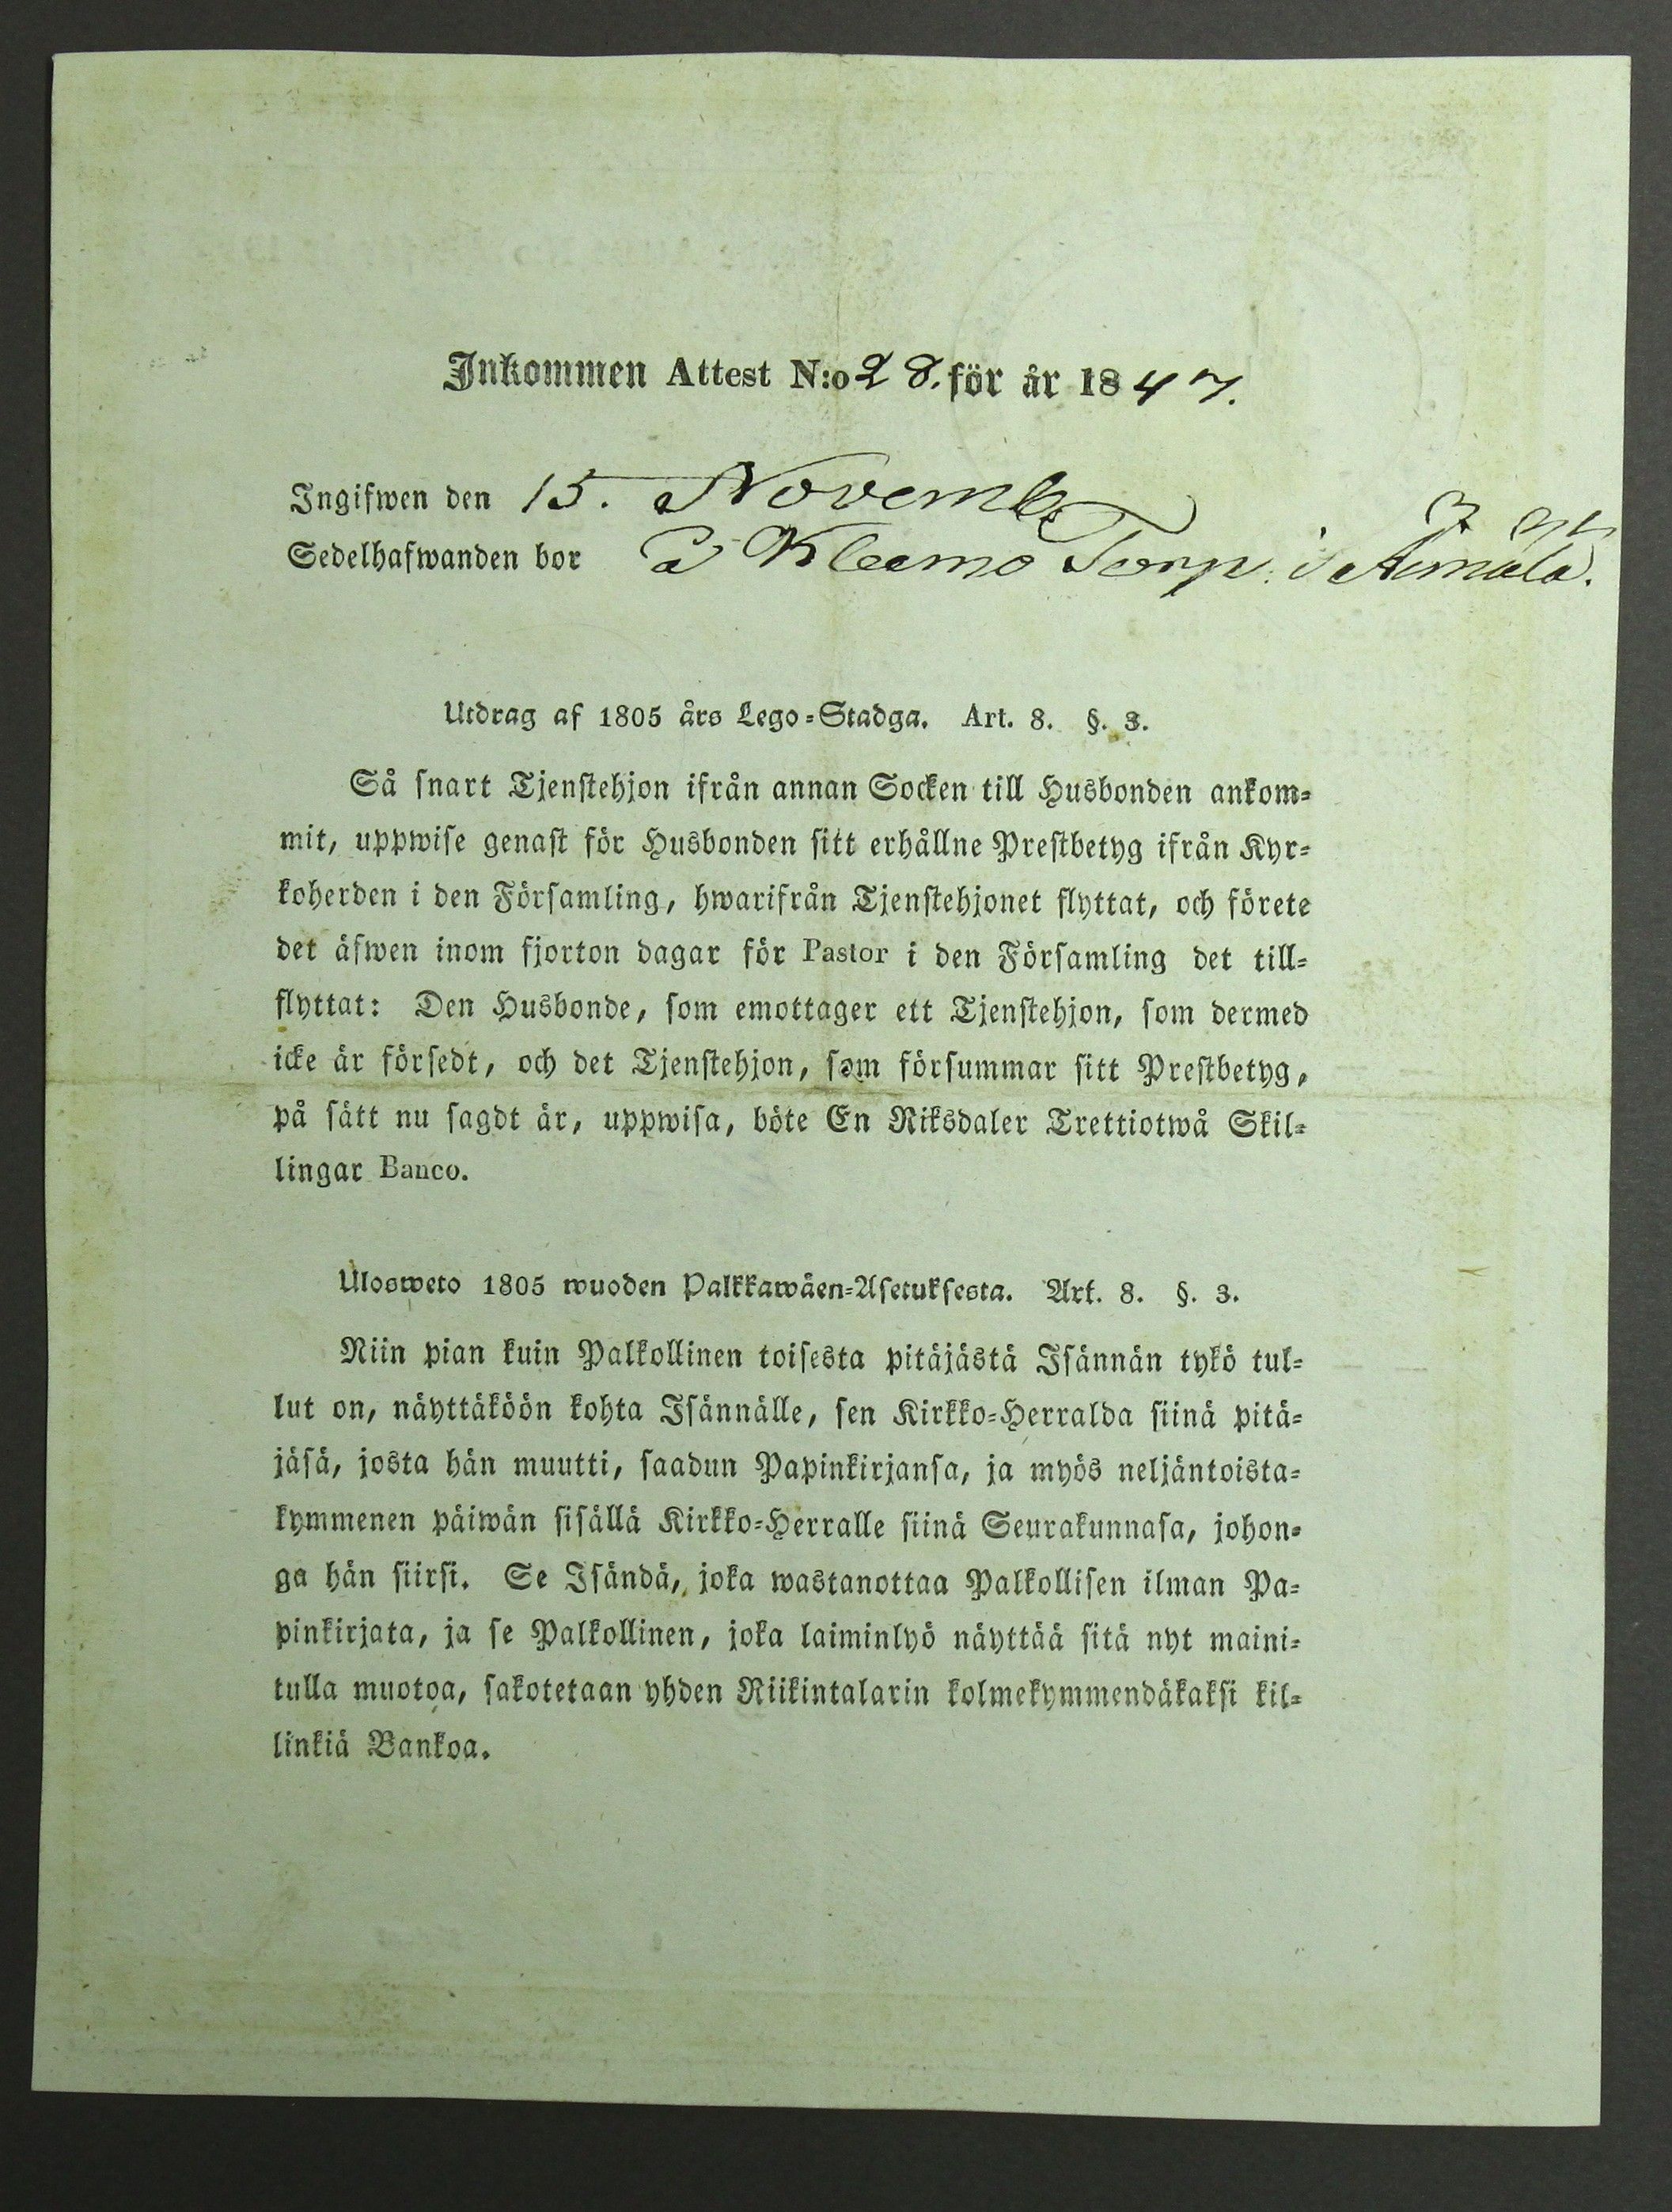 Inkommen Attest N:o 28. för år 1847.
Ingifwen den 15. Novemb
Sedelhafwanden bor å Kleemo Torp i Aimala.
Utdrag af 1805 års Lego=Stadga. Art. 8. §. 3.
Så snart Tjenstehjon ifrån annan Socken till Husbonden ankom=
mit, uppwise genast för Husbonden sitt erhållne Prestbetyg ifrån Kyr=
koherden i den Församling, hwarifrån Tjenstehjonet flyttat, och förete
det äfwen inom fjorton dagar för Pastor i den Församling det till=
flyttat: Den Husbonde, som emottager ett Tjenstehjon, som dermed
icke är försedt, och det Tjenstehjon, som försummar sitt Prestbetyg,
på sätt nu sagdt är, uppwisa, böte En Riksdaler Trettiotwå Skil=
lingar Banco.
Ulosweto 1805 wuoden Palkkawäen=Asetuksesta. Art. 8. §. 3.
Niin pian kuin Palkollinen toisesta pitäjästä Isännän tykö tul=
lut on, näyttäköön kohta Isännälle, sen Kirkko=Herralda siinä pitä=
jäsä, josta hän muutti, saadun Papinkirjansa, ja myös neljäntoista=
kymmenen päiwän sisällä Kirkko=Herralle siinä Seurakunnasa, johon=
ga hän siirsi. Se Isändä, joka wastanottaa Palkollisen ilman Pa=
pinkirjata, ja se Palkollinen, joka laiminlyö näyttää sitä nyt maini=
tulla muotoa, sakotetaan yhden Riikintalarin kolmekymmendäkaksi kil=
linkiä Bankoa.